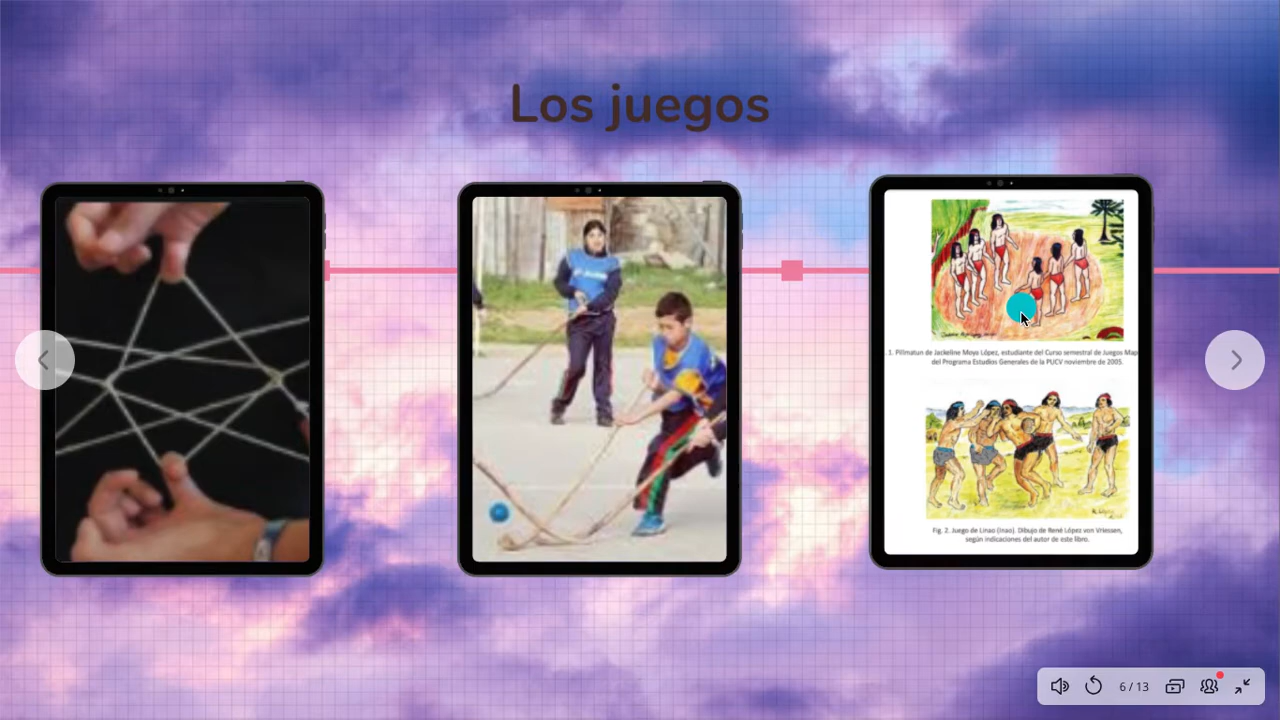 Los juegos
. 1. Pillmatun de Jackeline Moya López, estudiante del Curso semestral de Juegos Map
del Programa Estudios Generales de la PUCV noviembre de 2005.
Fig. 2. Juego de Linao (Inao). Dibujo de René López von Vriessen,
según indicaciones del autor de este libro.
6 / 13